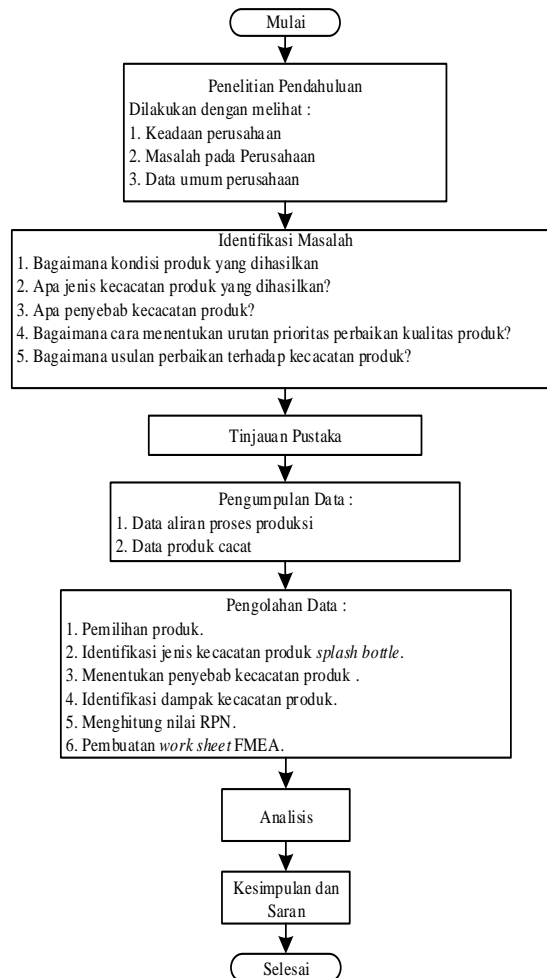 Mulai
Penelitian Pendahuluan
Dilakukan dengan melihat :
1. Keadaan perusahaan
2. Masalah pada Perusahaan
3. Data umum perusahaan
Identifikasi Masalah
1. Bagaimana kondisi produk yang dihasilkan
2. Apa jenis kecacatan produk yang dihasilkan?
3. Apa penyebab kecacatan produk?
4. Bagaimana cara menentukan urutan prioritas perbaikan kualitas produk?
5. Bagaimana usulan perbaikan terhadap kecacatan produk?
Tinjauan Pustaka
Pengumpulan Data :
1. Data aliran proses produksi
2. Data produk cacat
Pengolahan Data :
1. Pemilihan produk.
2. Identifikasi jenis kecacatan produk splash bottle.
3. Menentukan penyebab kecacatan produk .
4. Identifikasi dampak kecacatan produk.
5. Menghitung nilai RPN.
6. Pembuatan work sheet FMEA.
Analisis
Kesimpulan dan
Saran
Selesai